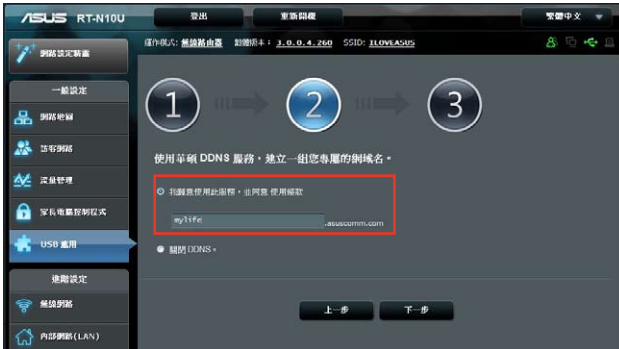 ASUS RT-N10U 登出 重新開機 繁體中文
運作模式: 無線路由器 韌體版本: 3.0.0.4.260 SSID: ILOVEASUS
網路設定精靈
一般設定
網路地圖
訪客網路
流量管理
家長電腦控制程式
USB 應用
進階設定
無線網路
內部網路(LAN)
1 2 3
使用華碩 DDNS 服務，建立一組您專屬的網域名。
我願意使用此服務，並同意 使用條款
mylife .asuscomm.com
關閉 DDNS。
上一步 下一步